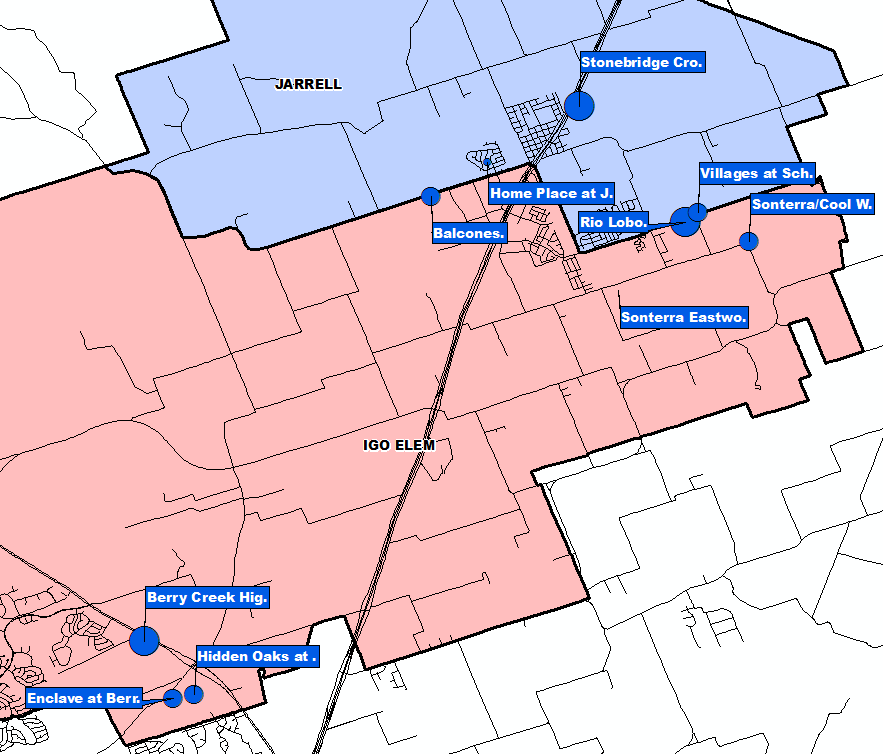 Stonebridge Cro.
JARRELL
Villages at Sch.
Home Place at J.
Sonterra/Cool W.
Rio Lobo.
Balcones.
Sonterra Eastwo.
IGO ELEM
Berry Creek Hig.
Hidden Oaks at .
Enclave at Berr.